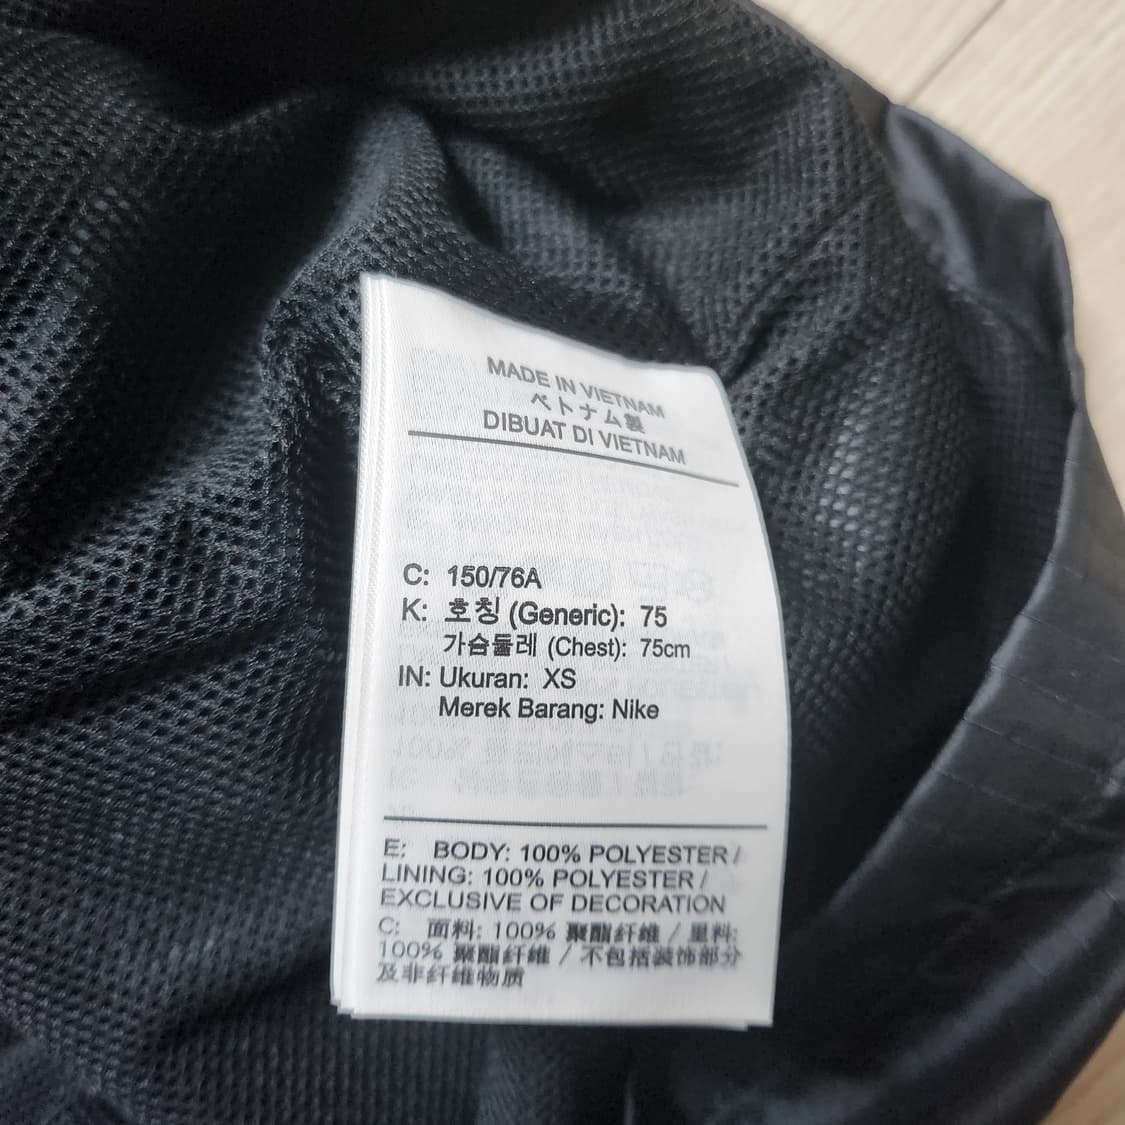 MADE IN VIETNAM
ベトナム製
DIBUAT DI VIETNAM
C: 150/76A
K: 호칭 (Generic): 75
가슴둘레 (Chest): 75cm
IN: Ukuran: XS
Merek Barang: Nike
E: BODY: 100% POLYESTER /
LINING: 100% POLYESTER /
EXCLUSIVE OF DECORATION
C: 面料: 100% 聚酯纤维 / 里料:
100% 聚酯纤维 / 不包括装饰部分
及非纤维物质